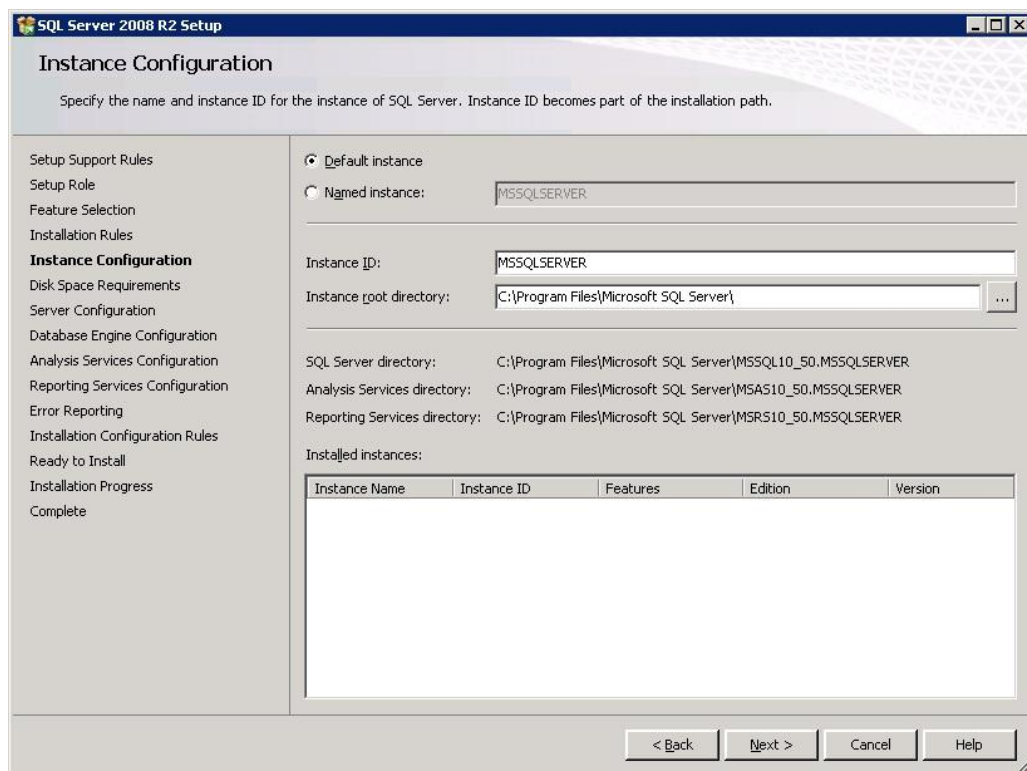 SQL Server 2008 R2 Setup
Instance Configuration
Specify the name and instance ID for the instance of SQL Server. Instance ID becomes part of the installation path.
Setup Support Rules
Setup Role
Feature Selection
Installation Rules
Instance Configuration
Disk Space Requirements
Server Configuration
Database Engine Configuration
Analysis Services Configuration
Reporting Services Configuration
Error Reporting
Installation Configuration Rules
Ready to Install
Installation Progress
Complete
Default instance
Named instance: MSSQLSERVER
Instance ID: MSSQLSERVER
Instance root directory: C:\Program Files\Microsoft SQL Server\ ...
SQL Server directory: C:\Program Files\Microsoft SQL Server\MSSQL10_50.MSSQLSERVER
Analysis Services directory: C:\Program Files\Microsoft SQL Server\MSAS10_50.MSSQLSERVER
Reporting Services directory: C:\Program Files\Microsoft SQL Server\MSRS10_50.MSSQLSERVER
Installed instances:
Instance Name Instance ID Features Edition Version
< Back Next > Cancel Help